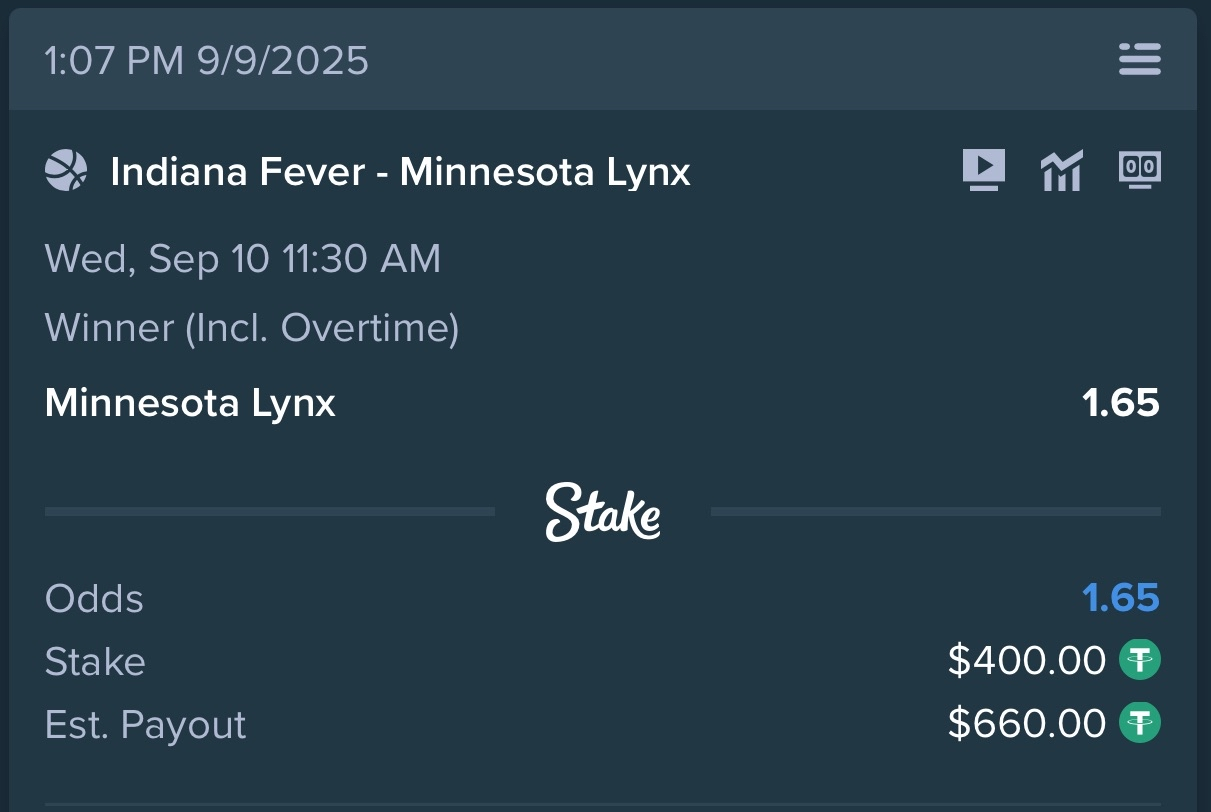 1:07 PM 9/9/2025
Indiana Fever - Minnesota Lynx
00
Wed, Sep 10 11:30 AM
Winner (Incl. Overtime)
Minnesota Lynx 1.65
Stake
Odds 1.65
Stake $400.00
Est. Payout $660.00